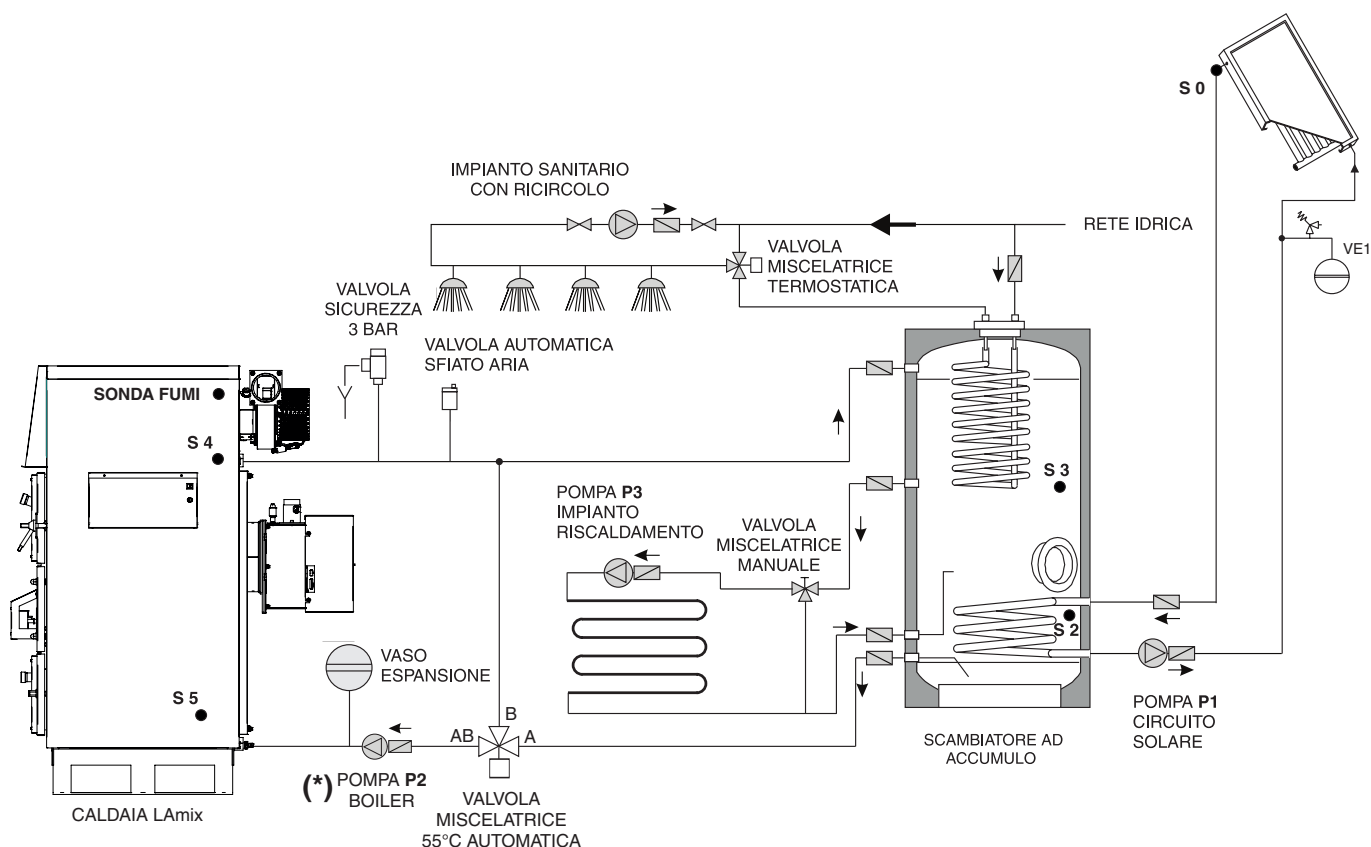 S 0
IMPIANTO SANITARIO
CON RICIRCOLO
RETE IDRICA
VE1
VALVOLA
MISCELATRICE
TERMOSTATICA
VALVOLA
SICUREZZA
3 BAR
VALVOLA AUTOMATICA
SFIATO ARIA
SONDA FUMI
S 4
S 3
POMPA P3
IMPIANTO
RISCALDAMENTO
VALVOLA
MISCELATRICE
MANUALE
S 2
VASO
ESPANSIONE
S 5
B
AB
A
POMPA P1
CIRCUITO
SOLARE
SCAMBIATORE AD
ACCUMULO
(*) POMPA P2
BOILER
CALDAIA LAmix
VALVOLA
MISCELATRICE
55°C AUTOMATICA